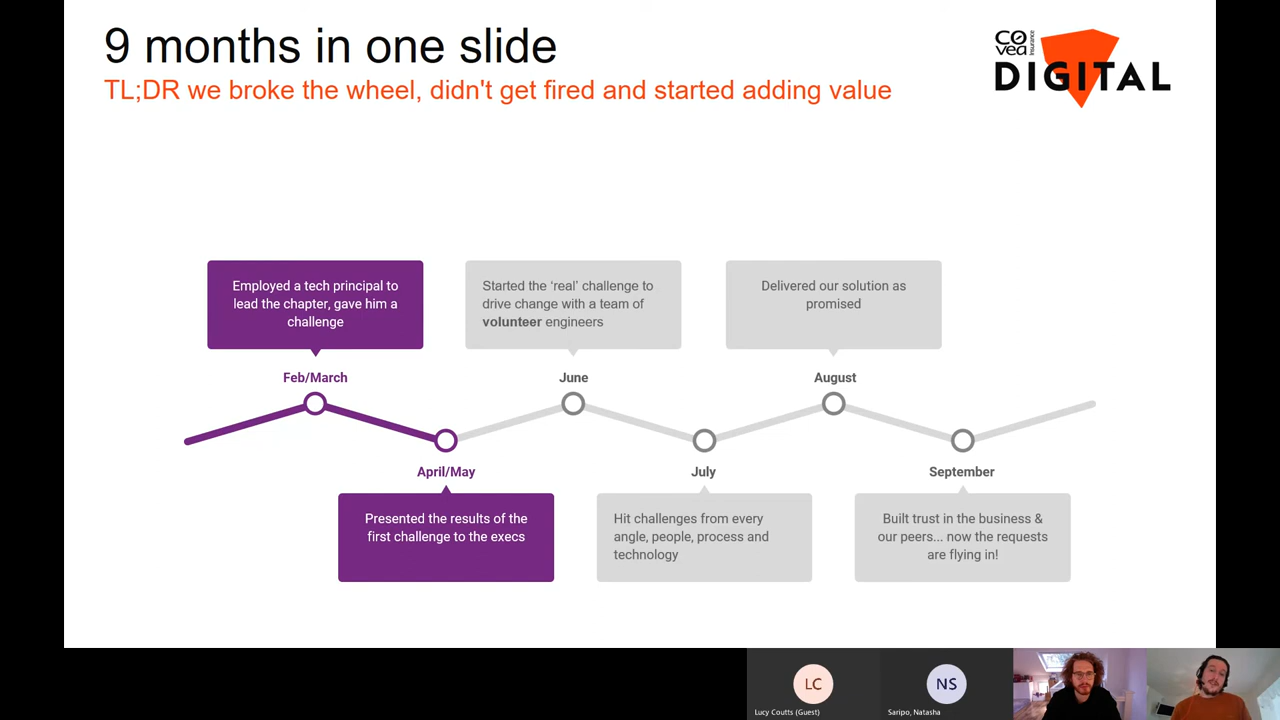 9 months in one slide
TL;DR we broke the wheel, didn't get fired and started adding value
COvea Insurance
DIGITAL
Employed a tech principal to
lead the chapter, gave him a
challenge
Started the ‘real’ challenge to
drive change with a team of
volunteer engineers
Delivered our solution as
promised
Feb/March
June
August
April/May
July
September
Presented the results of the
first challenge to the execs
Hit challenges from every
angle, people, process and
technology
Built trust in the business &
our peers... now the requests
are flying in!
LC
NS
Lucy Coutts (Guest)
Saripo, Natasha